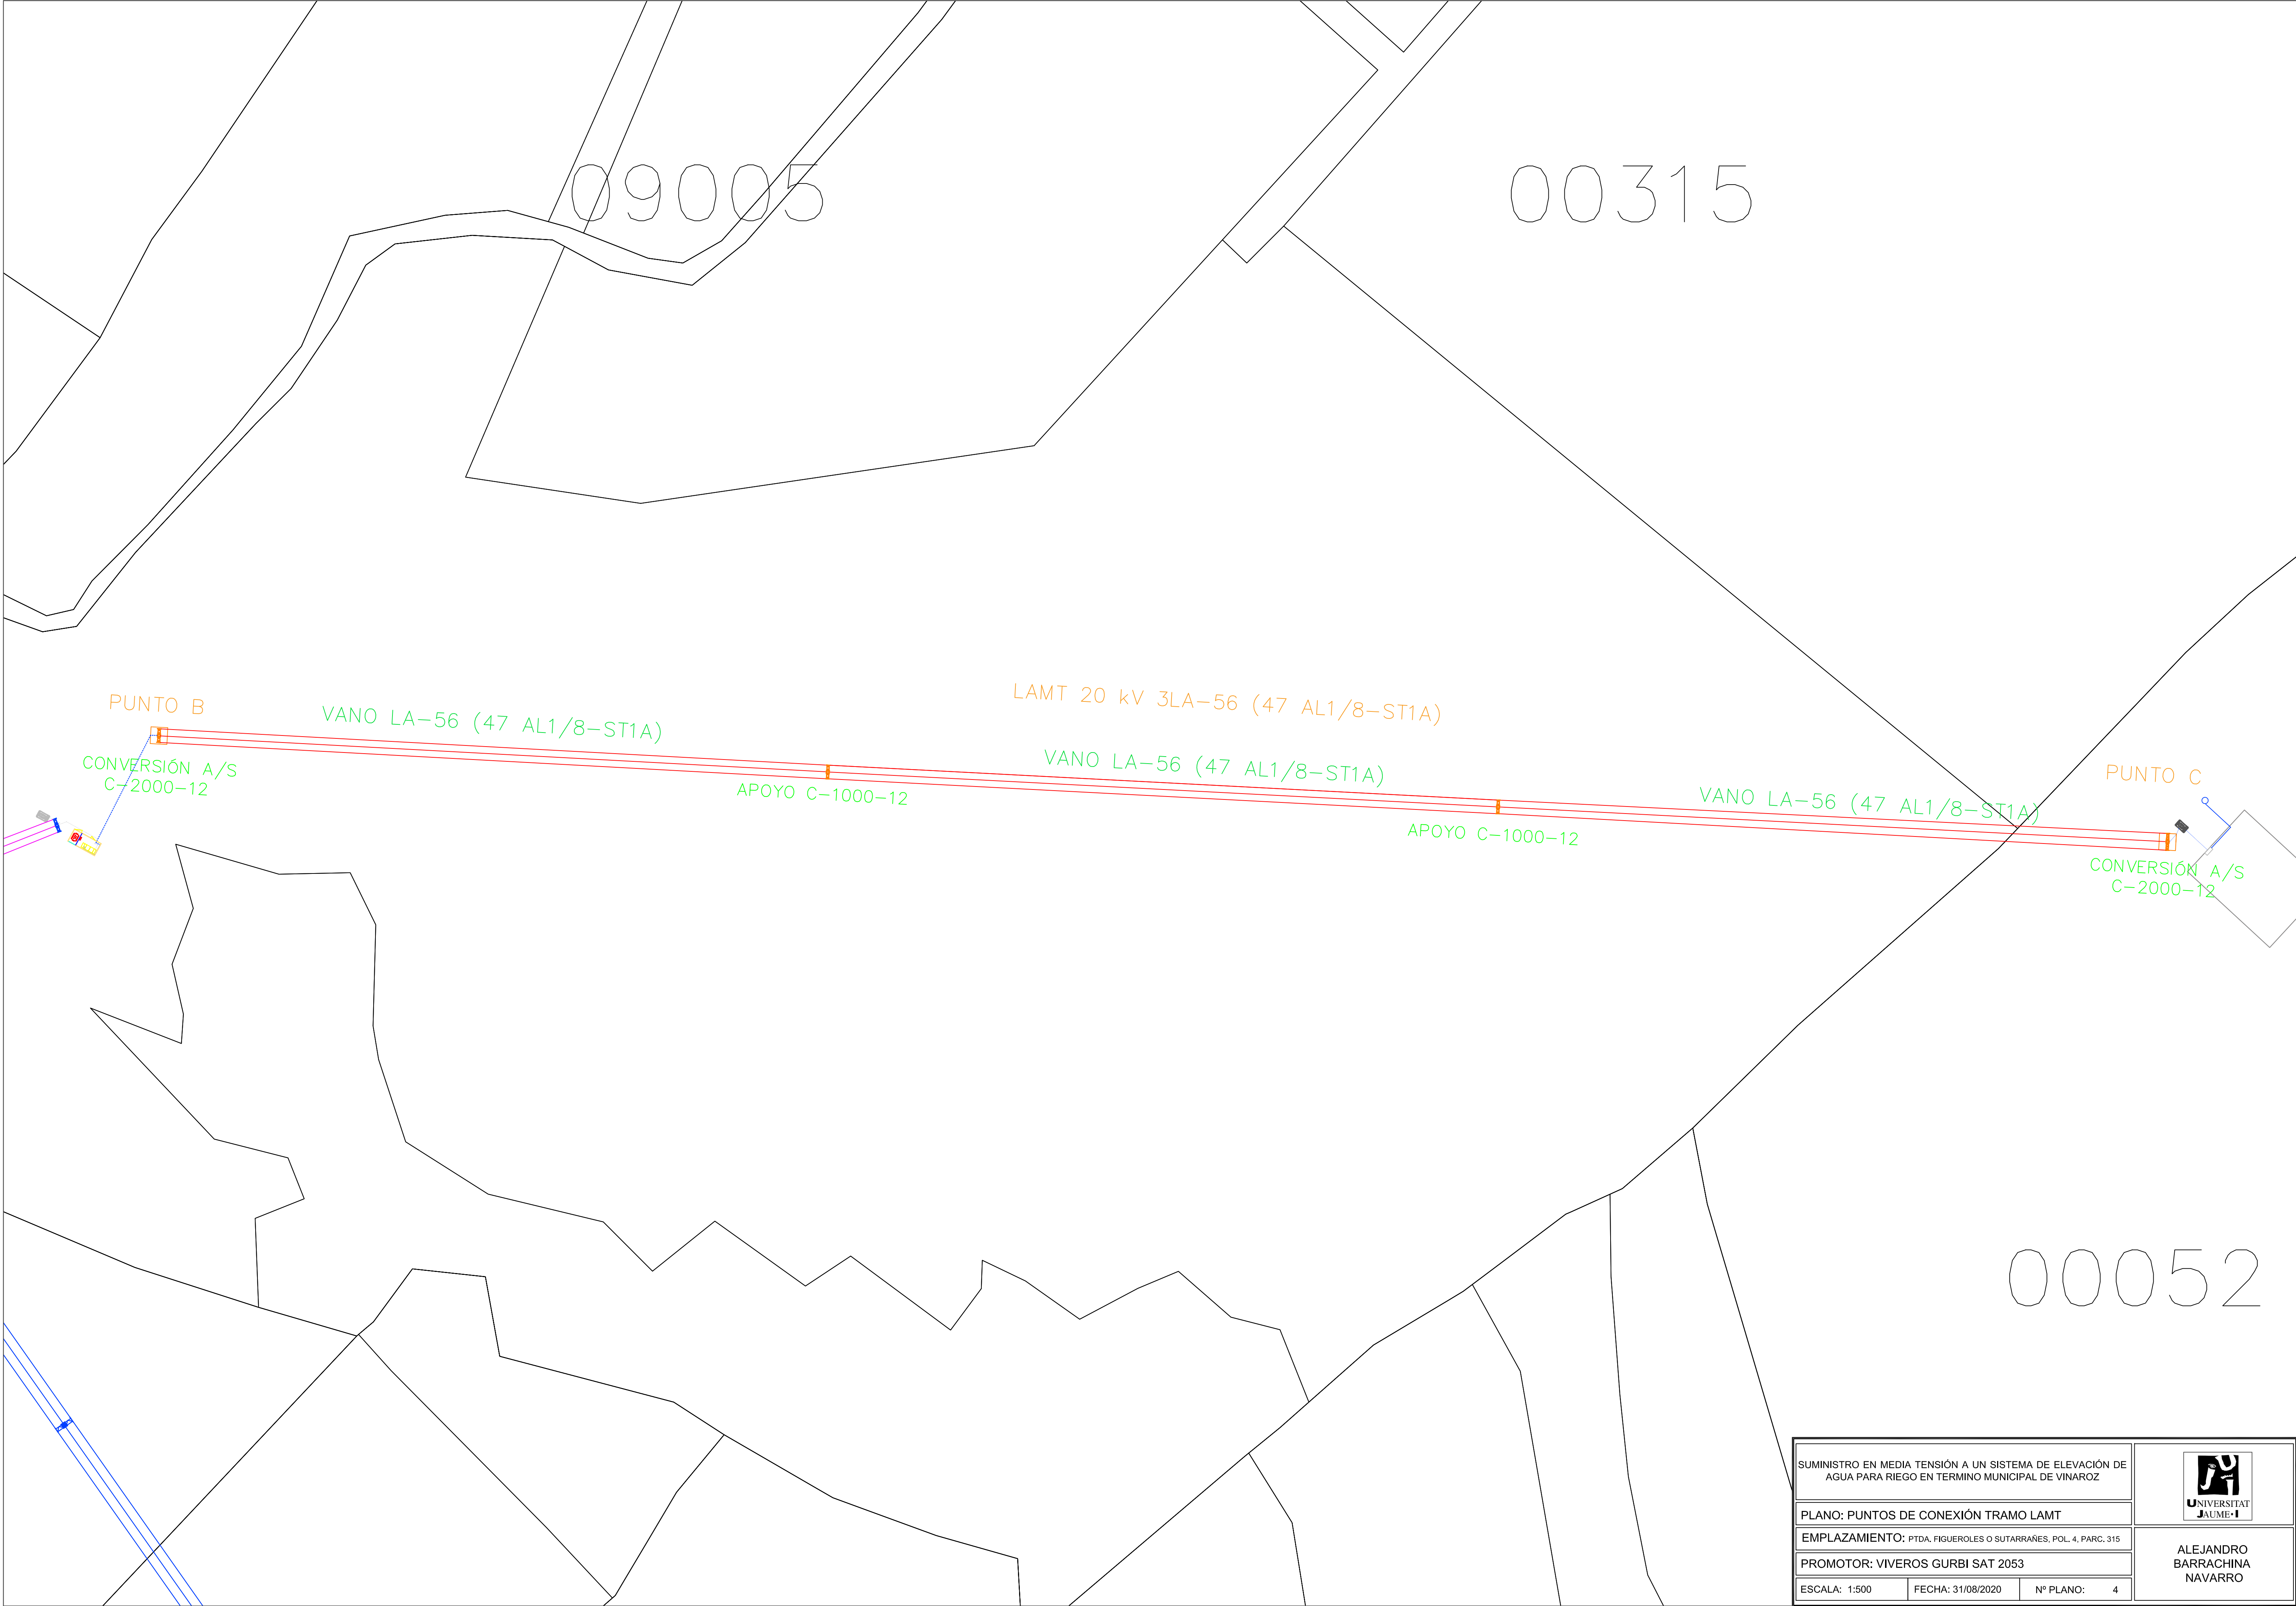 09005
00315
LAMT 20 kV 3LA-56 (47 AL1/8-ST1A)
PUNTO B
VANO LA-56 (47 AL1/8-ST1A)
VANO LA-56 (47 AL1/8-ST1A)
VANO LA-56 (47 AL1/8-ST1A)
PUNTO C
CONVERSIÓN A/S
C-2000-12
APOYO C-1000-12
APOYO C-1000-12
CONVERSIÓN A/S
C-2000-12
00052
SUMINISTRO EN MEDIA TENSIÓN A UN SISTEMA DE ELEVACIÓN DE
AGUA PARA RIEGO EN TERMINO MUNICIPAL DE VINAROZ
PLANO: PUNTOS DE CONEXIÓN TRAMO LAMT
EMPLAZAMIENTO: PTDA. FIGUEROLES O SUTARRAÑES, POL. 4, PARC. 315
PROMOTOR: VIVEROS GURBI SAT 2053
ESCALA: 1:500
FECHA: 31/08/2020
Nº PLANO: 4
UNIVERSITAT
JAUME·I
ALEJANDRO
BARRACHINA
NAVARRO